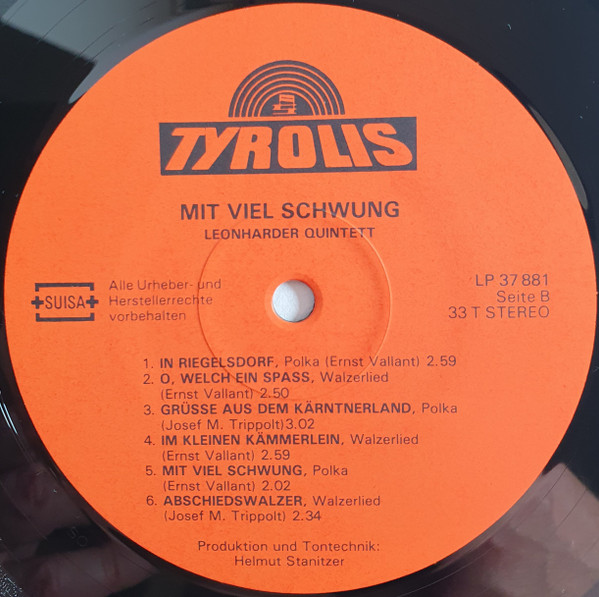 TYROLIS
MIT VIEL SCHWUNG
LEONHARDER QUINTETT
+SUISA+
Alle Urheber- und
Herstellerrechte
vorbehalten
LP 37 881
Seite B
33 T STEREO
1. IN RIEGELSDORF, Polka (Ernst Vallant) 2.59
2. O, WELCH EIN SPASS, Walzerlied
(Ernst Vallant) 2.50
3. GRÜSSE AUS DEM KÄRNTNERLAND, Polka
(Josef M. Trippolt)3.02
4. IM KLEINEN KÄMMERLEIN, Walzerlied
(Ernst Vallant) 2.59
5. MIT VIEL SCHWUNG, Polka
(Ernst Vallant) 2.02
6. ABSCHIEDSWALZER, Walzerlied
(Josef M. Trippolt) 2.34
Produktion und Tontechnik:
Helmut Stanitzer